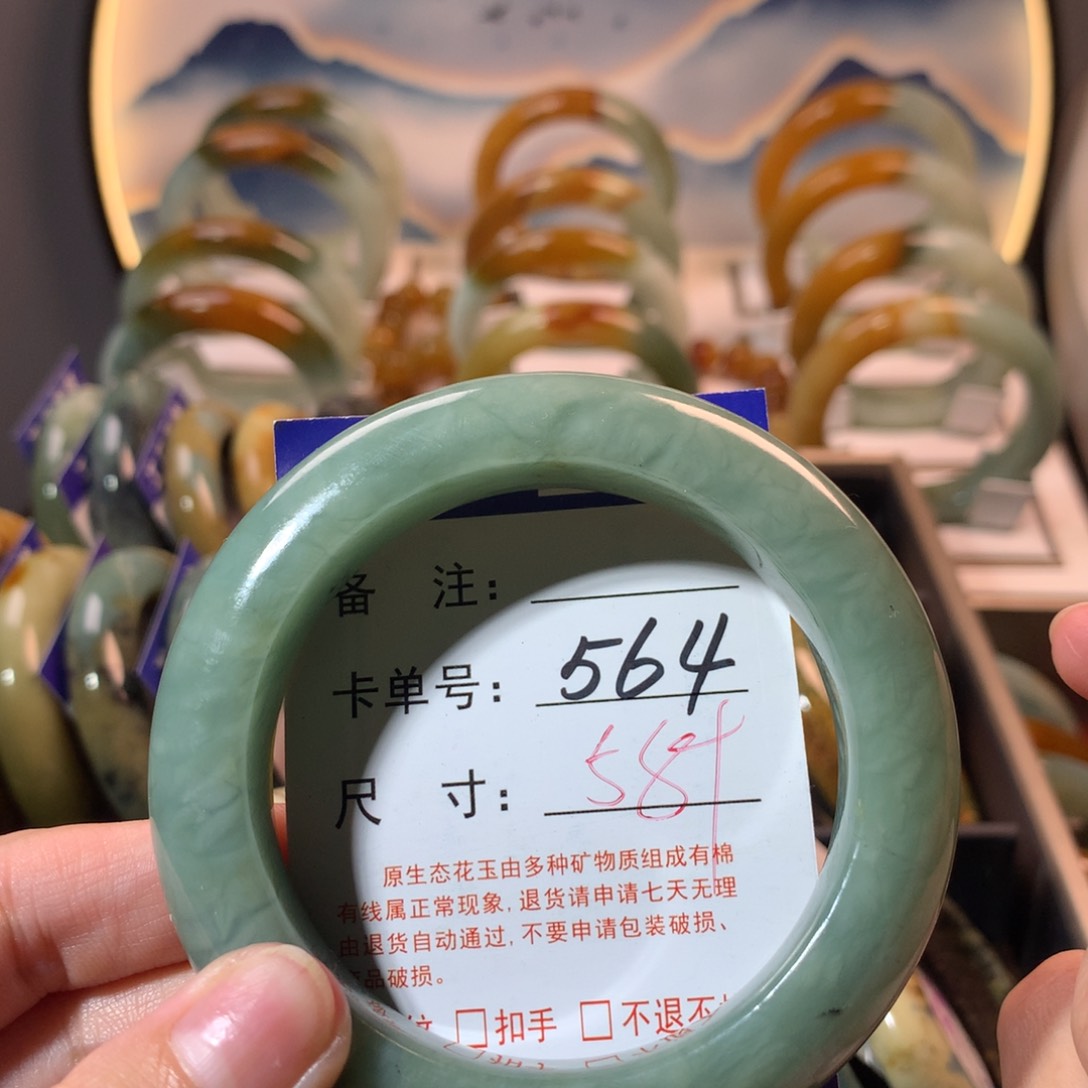 备 注：
卡单号：564
尺 寸：
原生态花玉由多种矿物质组成有棉
有线属正常现象,退货请申请七天无理
由退货自动通过,不要申请包装破损、
产品破损。
纹 □扣手 □不退不